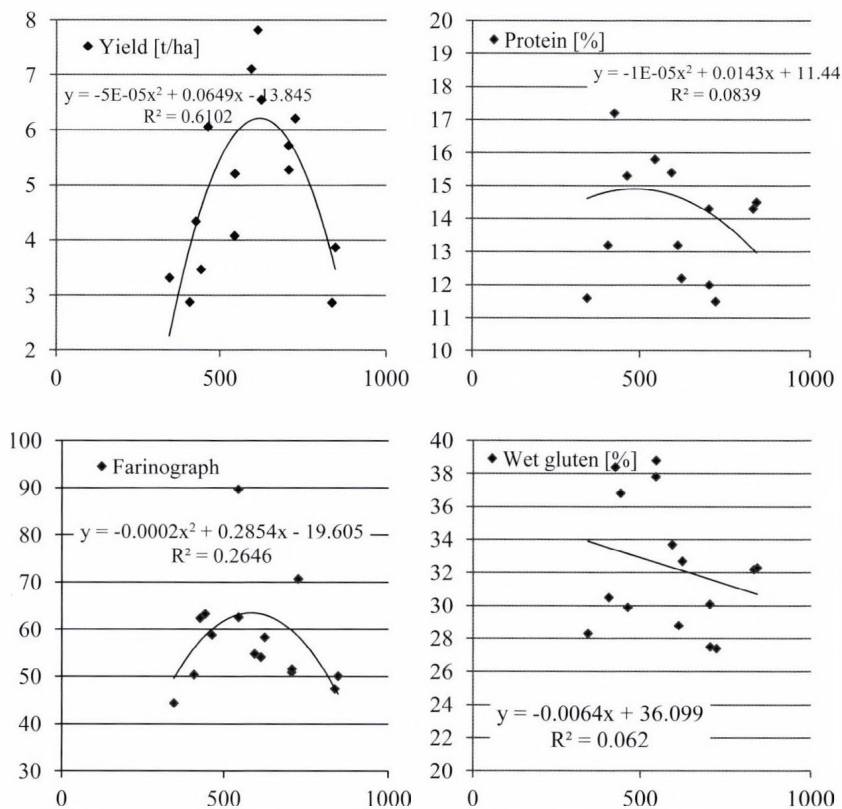 8
Yield [t/ha]
7
y = -5E-05x² + 0.0649x - 13.845
R² = 0.6102
6
5
4
3
2
0 500 1000
20
Protein [%]
19
y = -1E-05x² + 0.0143x + 11.44
18
R² = 0.0839
17
16
15
14
13
12
11
10
0 500 1000
100
Farinograph
90
80
y = -0.0002x² + 0.2854x - 19.605
R² = 0.2646
70
60
50
40
30
0 500 1000
40
Wet gluten [%]
38
36
34
32
30
28
26
24
y = -0.0064x + 36.099
22
R² = 0.062
20
0 500 1000